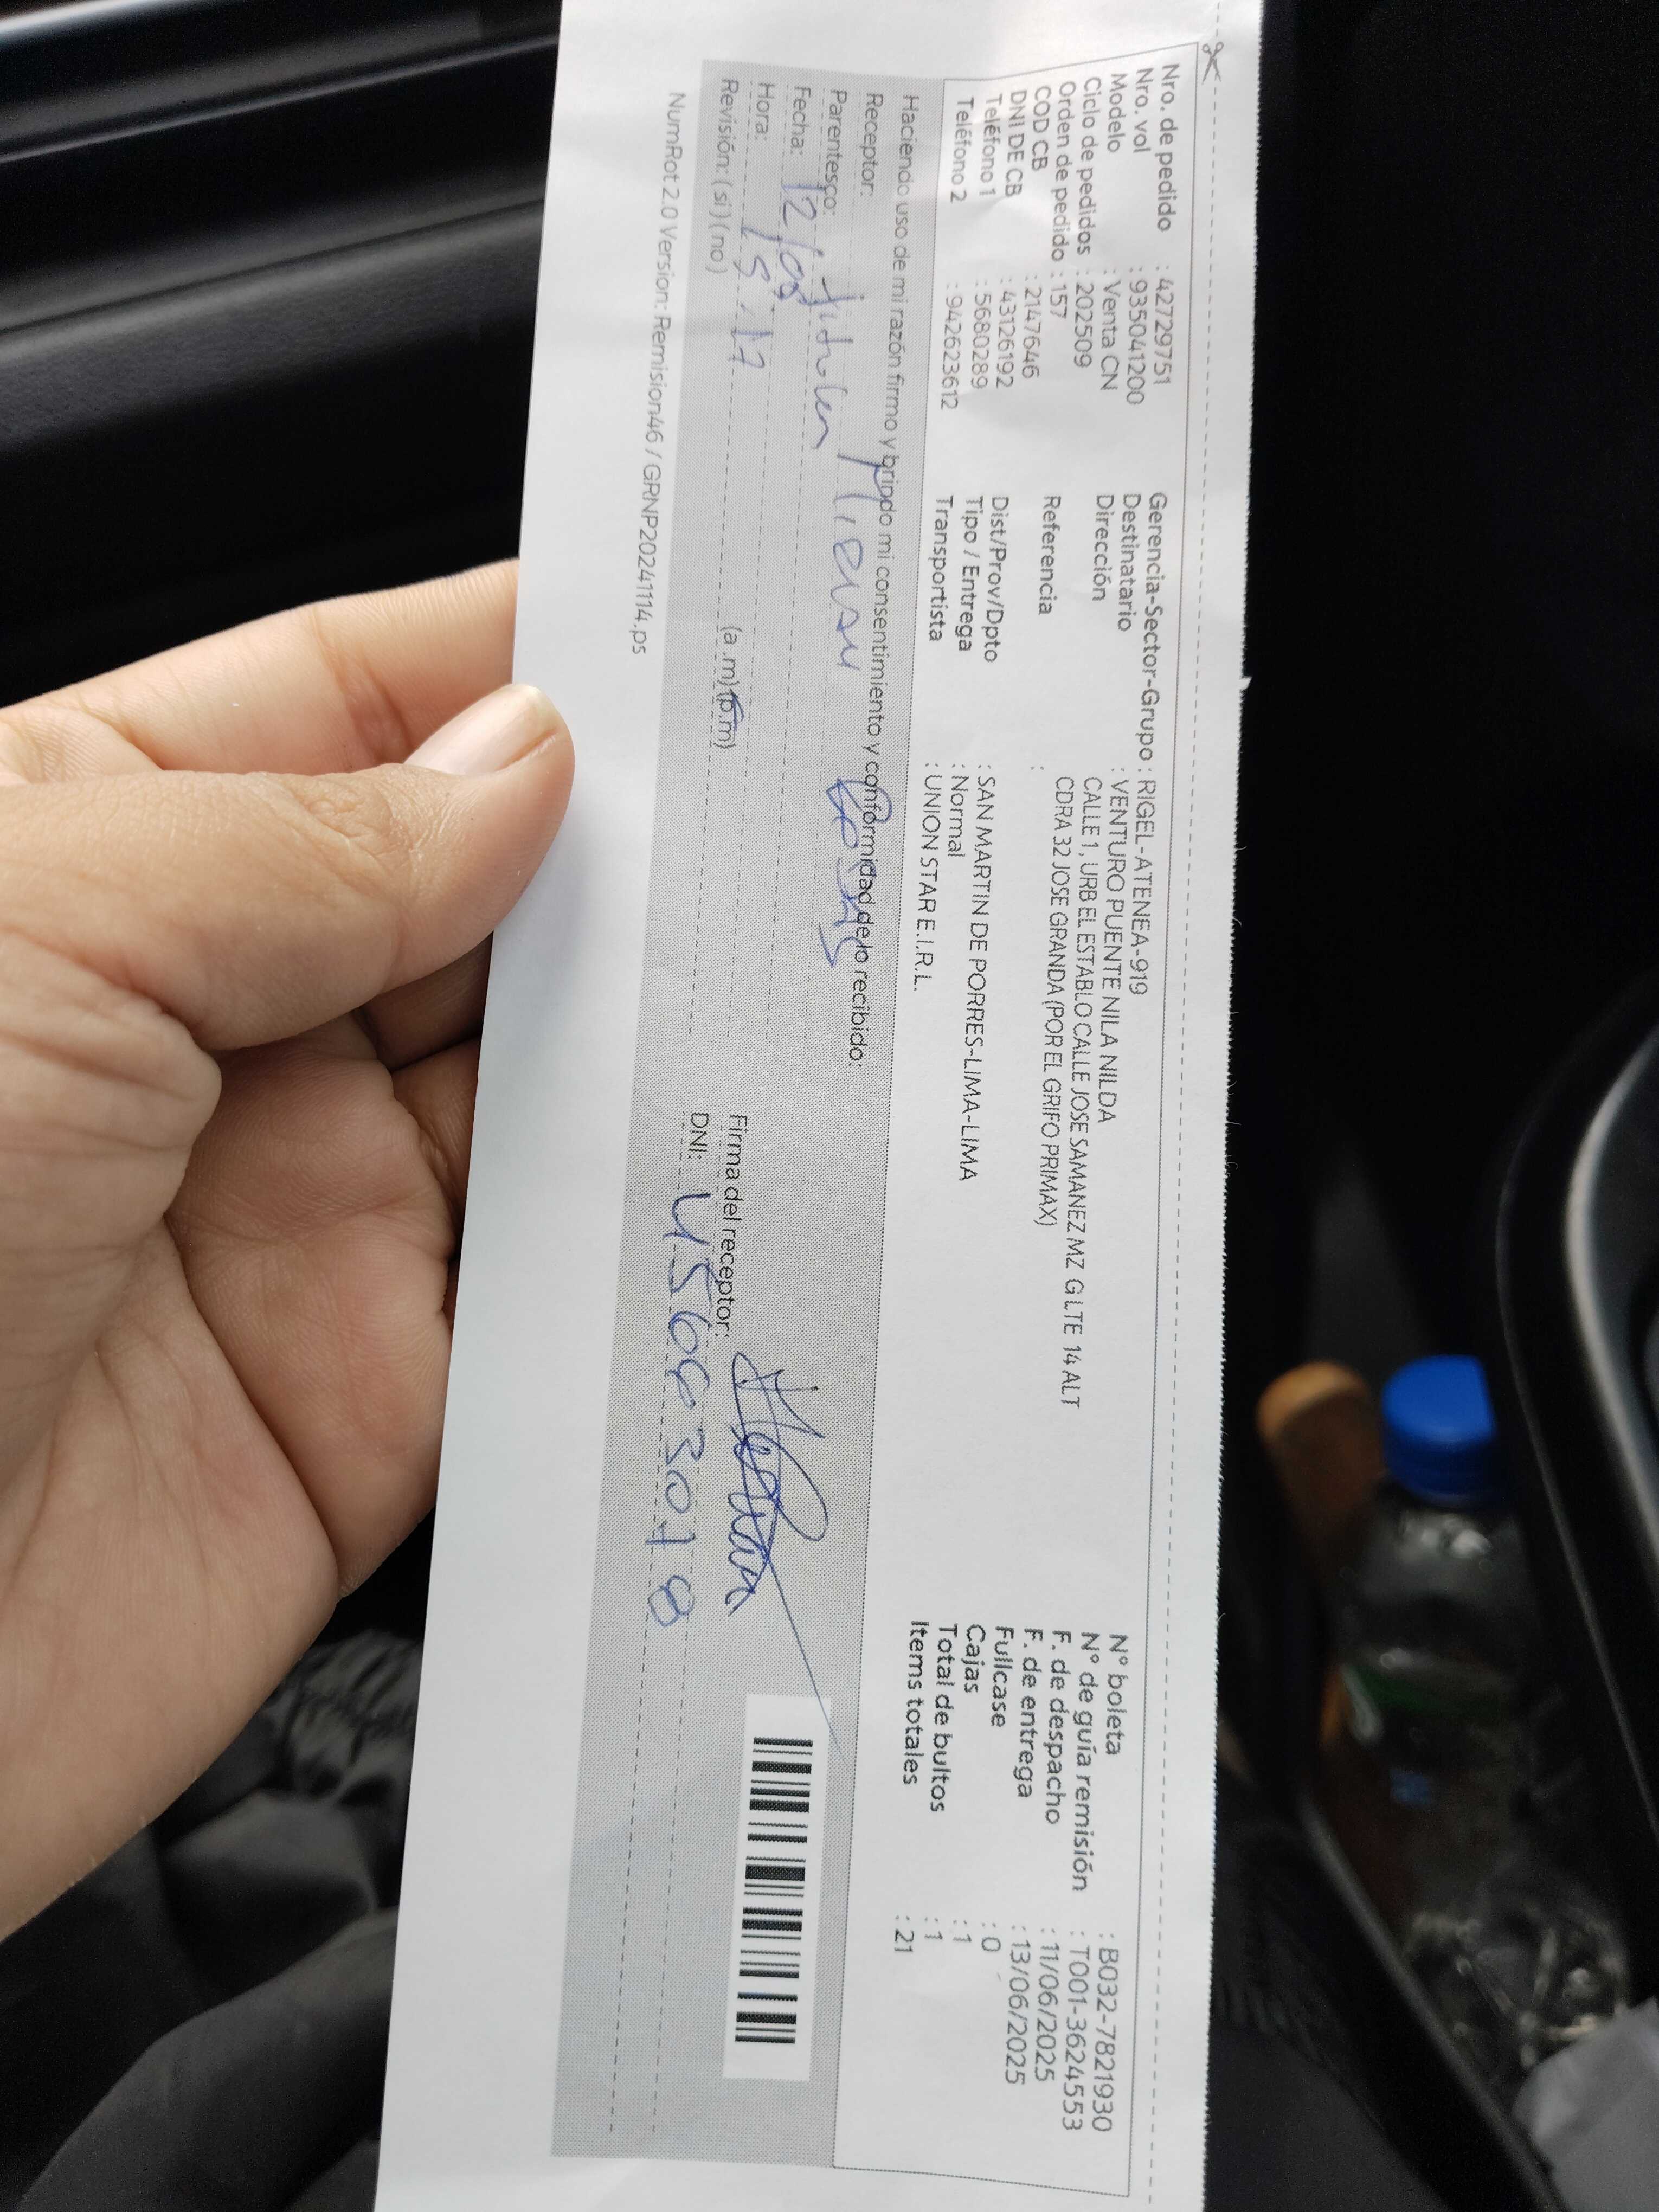 Nro. de pedido : 42729751
Nro. vol : 935041200
Modelo : Venta CN
Ciclo de pedidos : 202509
Orden de pedido : 157
COD CB : 2147646
DNI DE CB : 43126192
Teléfono 1 : 5680289
Teléfono 2 : 942623612
Gerencia-Sector-Grupo : RIGEL-ATENEA-919
Destinatario : VENTURO PUENTE NILA NILDA
Dirección : CALLE 1, URB EL ESTABLO CALLE JOSE SAMANEZ MZ G LTE 14 ALT
CDRA 32 JOSE GRANDA (POR EL GRIFO PRIMAX)
Referencia :
Dist/Prov/Dpto : SAN MARTIN DE PORRES-LIMA-LIMA
Tipo / Entrega : Normal
Transportista : UNION STAR E.I.R.L.
N° boleta : B032-7821930
N° de guía remisión : T001-3624553
F. de despacho : 11/06/2025
F. de entrega : 13/06/2025
Fullcase : 0
Cajas : 1
Total de bultos : 1
Items totales : 21
Haciendo uso de mi razón firmo y brindo mi consentimiento y conformidad de lo recibido:
Receptor: Rojas
Parentesco:
Fecha: 12/
Hora: 15:17 (a.m) (p.m)
Revisión: (si) (no)
Firma del receptor:
DNI:
NumRot 2.0 Version: Remision46 / GRNP20241114.ps